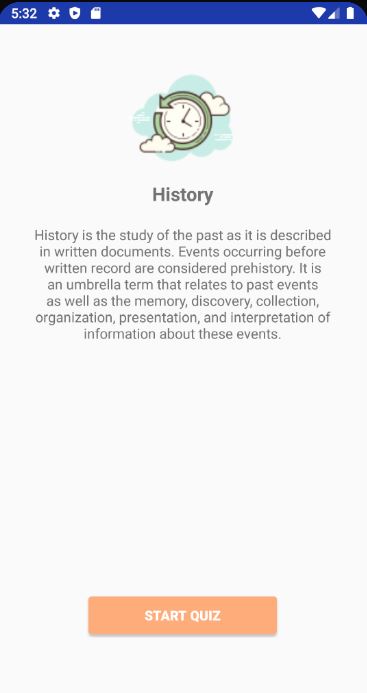 5:32
History
History is the study of the past as it is described
in written documents. Events occurring before
written record are considered prehistory. It is
an umbrella term that relates to past events
as well as the memory, discovery, collection,
organization, presentation, and interpretation of
information about these events.
START QUIZ